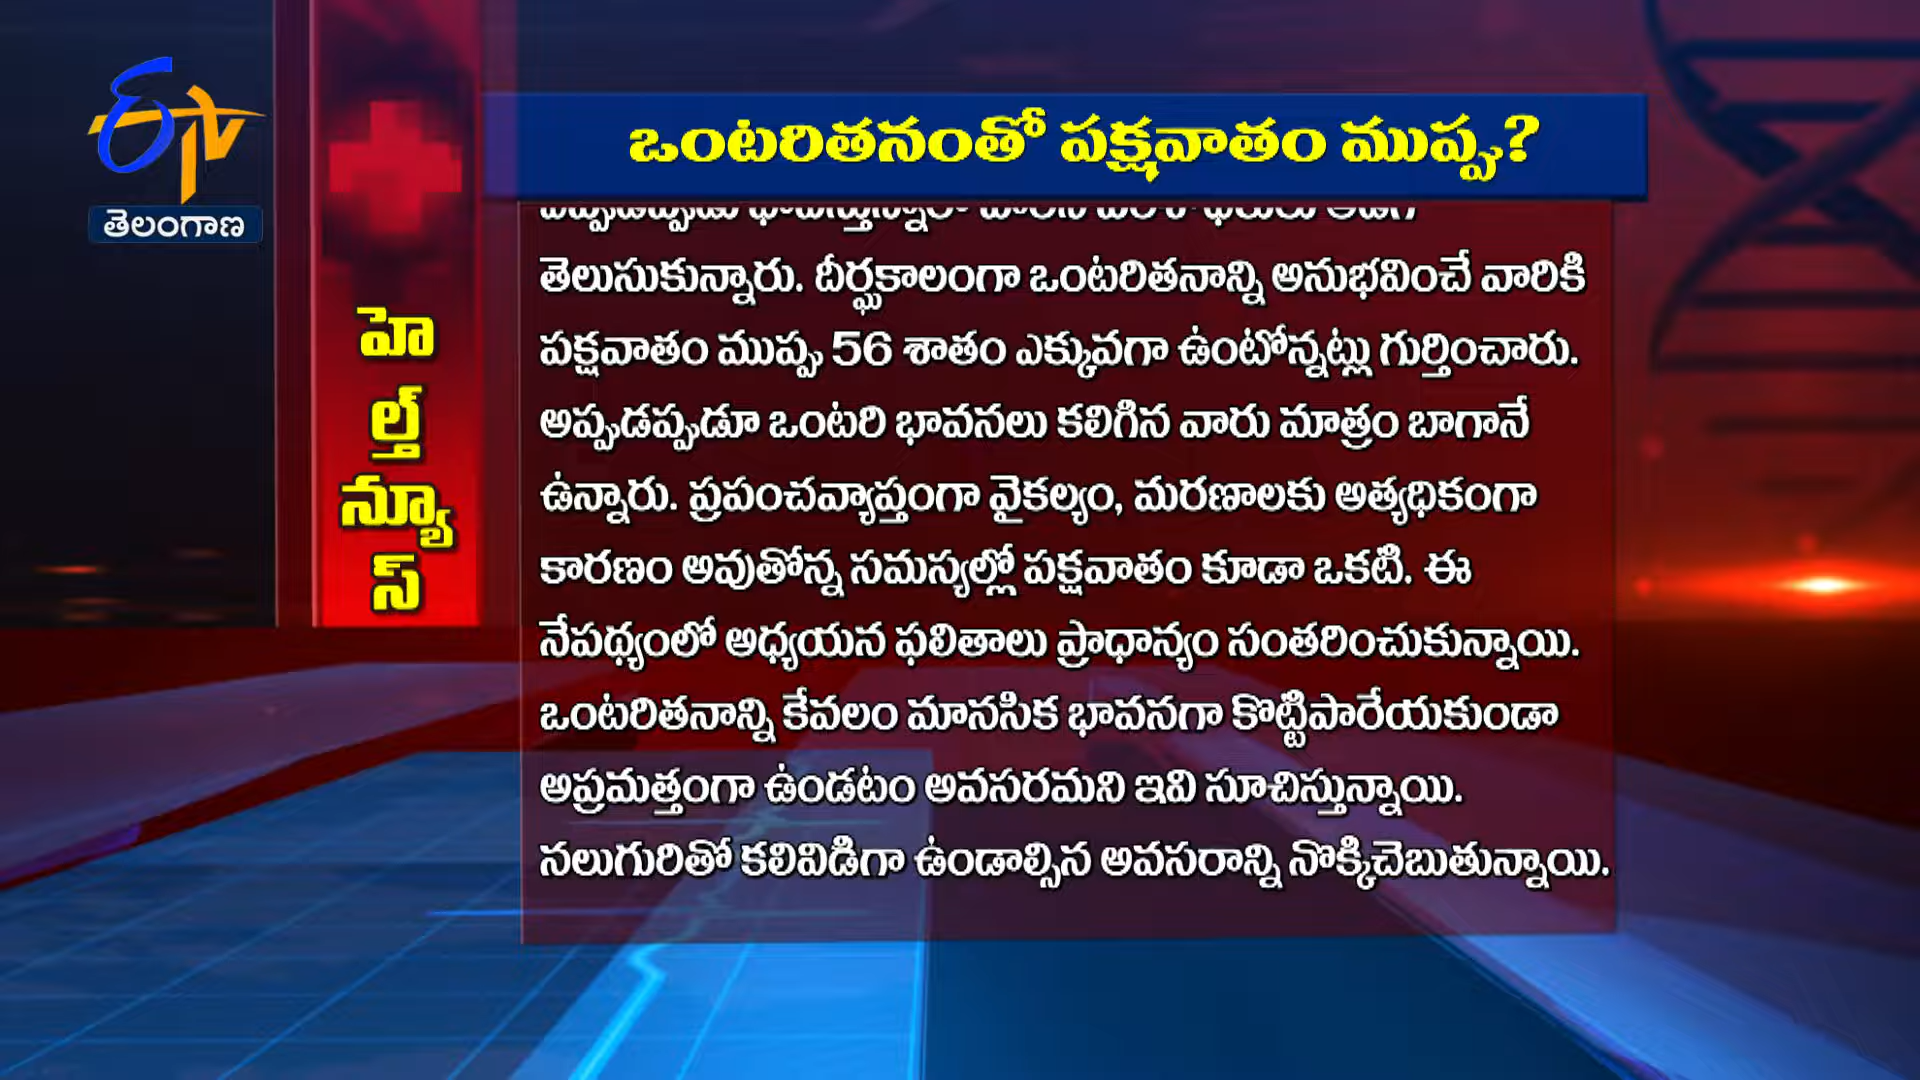 ETV
తెలంగాణ
హెల్త్ న్యూస్
ఒంటరితనంతో పక్షవాతం ముప్పు?
తెలుసుకున్నారు. దీర్ఘకాలంగా ఒంటరితనాన్ని అనుభవించే వారికి
పక్షవాతం ముప్పు 56 శాతం ఎక్కువగా ఉంటోన్నట్లు గుర్తించారు.
అప్పుడప్పుడూ ఒంటరి భావనలు కలిగిన వారు మాత్రం బాగానే
ఉన్నారు. ప్రపంచవ్యాప్తంగా వైకల్యం, మరణాలకు అత్యధికంగా
కారణం అవుతోన్న సమస్యల్లో పక్షవాతం కూడా ఒకటి. ఈ
నేపథ్యంలో అధ్యయన ఫలితాలు ప్రాధాన్యం సంతరించుకున్నాయి.
ఒంటరితనాన్ని కేవలం మానసిక భావనగా కొట్టిపారేయకుండా
అప్రమత్తంగా ఉండటం అవసరమని ఇవి సూచిస్తున్నాయి.
నలుగురితో కలివిడిగా ఉండాల్సిన అవసరాన్ని నొక్కిచెబుతున్నాయి.